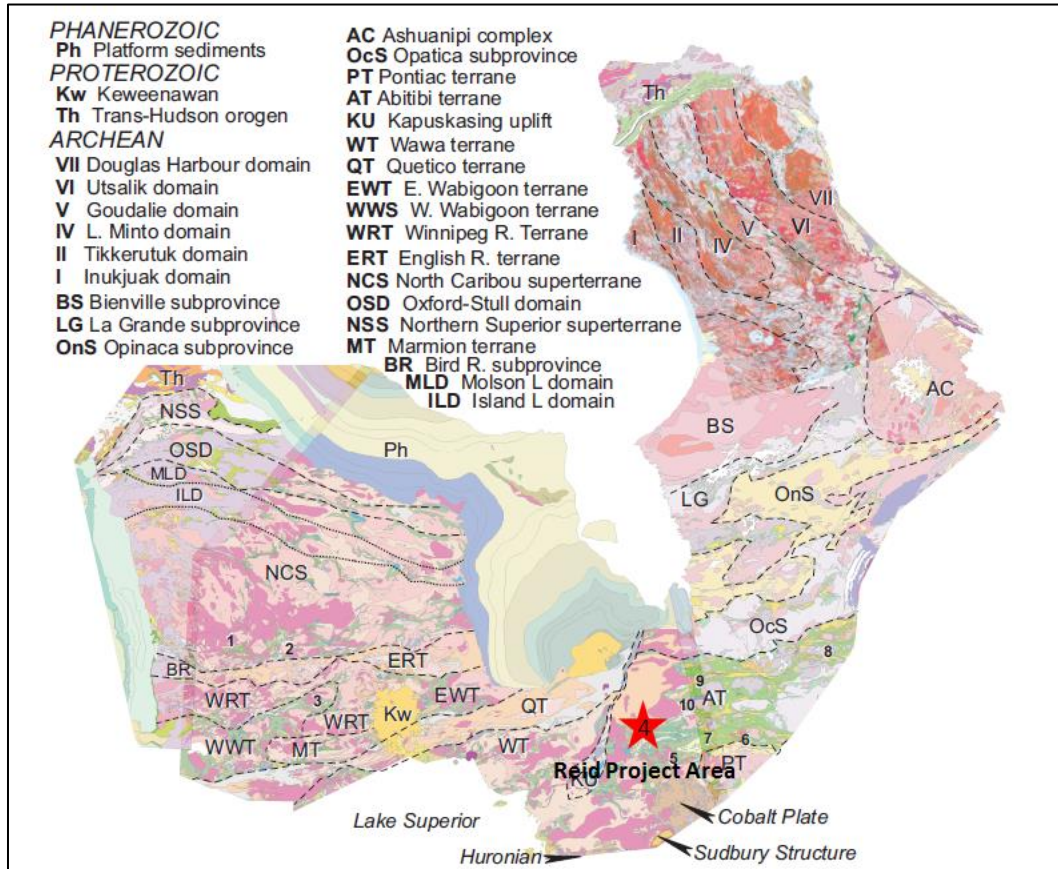 PHANEROZOIC
Ph Platform sediments
PROTEROZOIC
Kw Keweenawan
Th Trans-Hudson orogen
ARCHEAN
VII Douglas Harbour domain
VI Utsalik domain
V Goudalie domain
IV L. Minto domain
II Tikkerutuk domain
I Inukjuak domain
BS Bienville subprovince
LG La Grande subprovince
OnS Opinaca subprovince
AC Ashuanipi complex
OcS Opatica subprovince
PT Pontiac terrane
AT Abitibi terrane
KU Kapuskasing uplift
WT Wawa terrane
QT Quetico terrane
EWT E. Wabigoon terrane
WWS W. Wabigoon terrane
WRT Winnipeg R. Terrane
ERT English R. terrane
NCS North Caribou superterrane
OSD Oxford-Stull domain
NSS Northern Superior superterrane
MT Marmion terrane
BR Bird R. subprovince
MLD Molson L domain
ILD Island L domain
Th
VII
VI
V
IV
II
I
AC
BS
LG
OnS
OcS
Th
NSS
OSD
MLD
ILD
Ph
NCS
1
2
BR
ERT
WRT
3
WRT
EWT
Kw
QT
WWT
MT
WT
KU
8
9
AT
10
4
7
6
5
PT
Reid Project Area
Cobalt Plate
Lake Superior
Sudbury Structure
Huronian